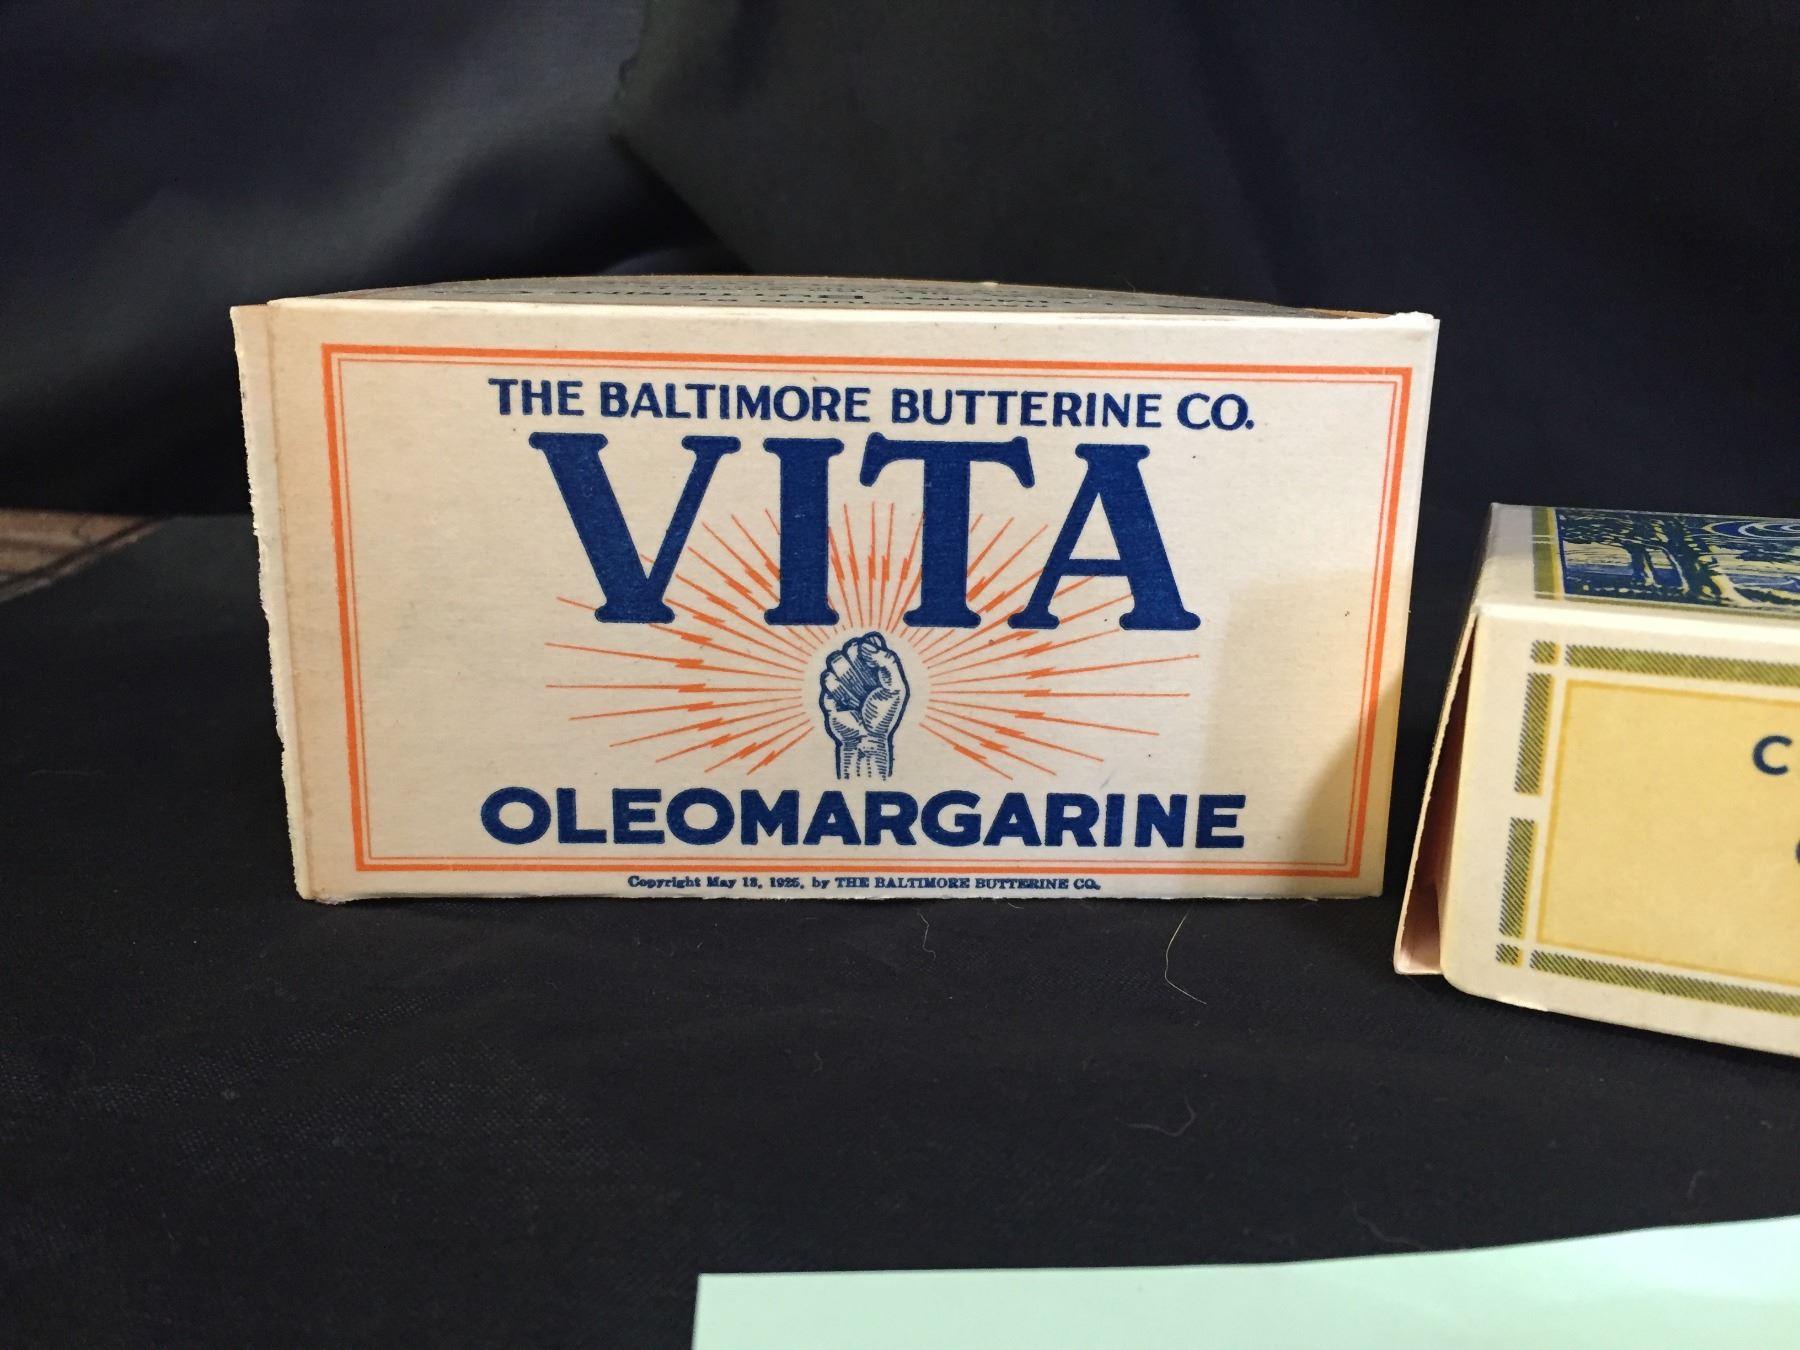 THE BALTIMORE BUTTERINE CO.
VITA
OLEOMARGARINE
Copyright May 13, 1925, by THE BALTIMORE BUTTERINE CO.
C